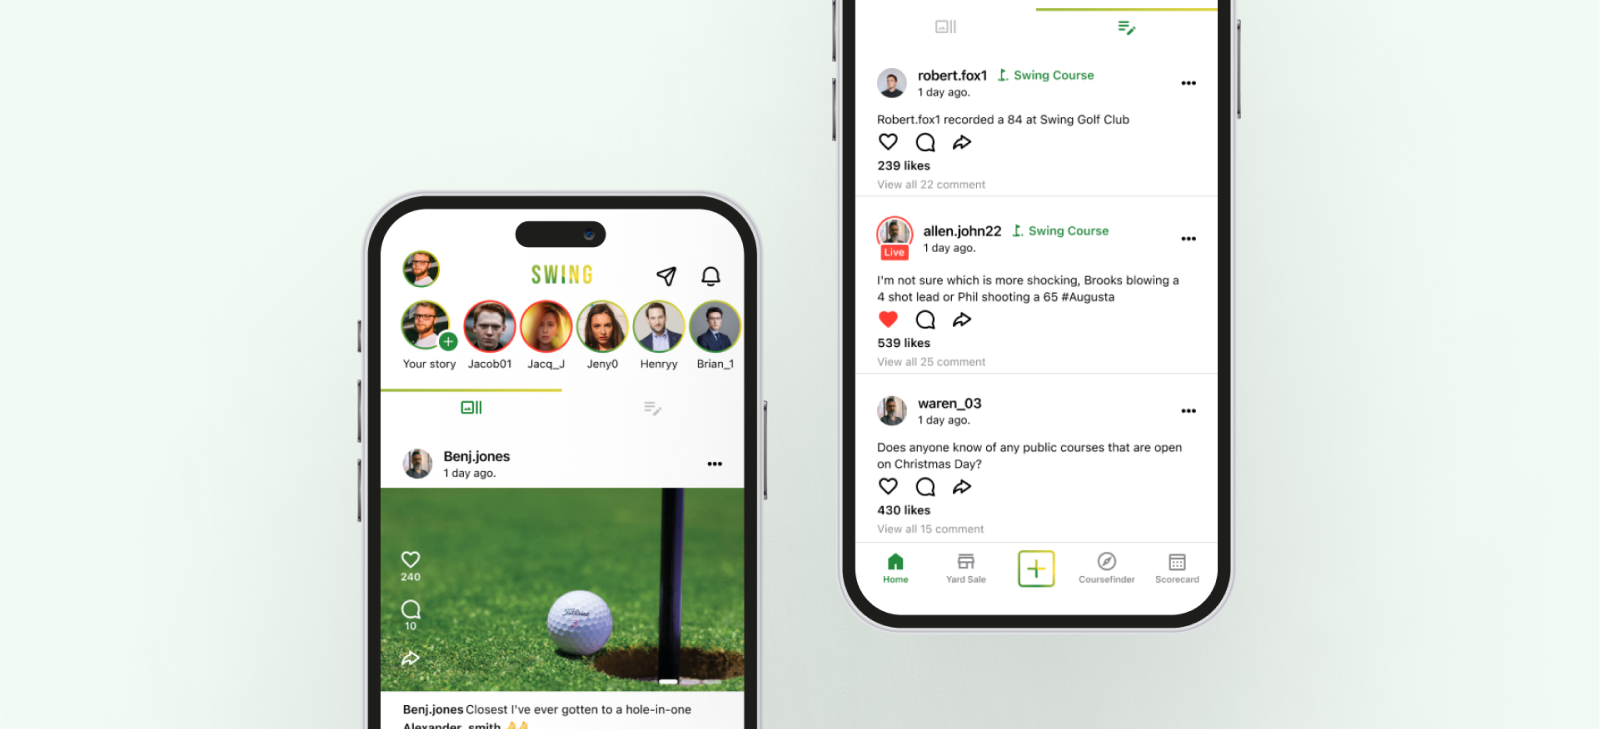 SWING
Your story
Jacob01
Jacq_J
Jeny0
Henryy
Brian_1
Benj.jones
1 day ago.
240
10
Titleist
Benj.jones Closest I've ever gotten to a hole-in-one
Alexander_smith 🙌
robert.fox1 Swing Course
1 day ago.
Robert.fox1 recorded a 84 at Swing Golf Club
239 likes
View all 22 comment
allen.john22 Swing Course
Live
1 day ago.
I'm not sure which is more shocking, Brooks blowing a
4 shot lead or Phil shooting a 65 #Augusta
539 likes
View all 25 comment
waren_03
1 day ago.
Does anyone know of any public courses that are open
on Christmas Day?
430 likes
View all 15 comment
Home
Yard Sale
Coursefinder
Scorecard